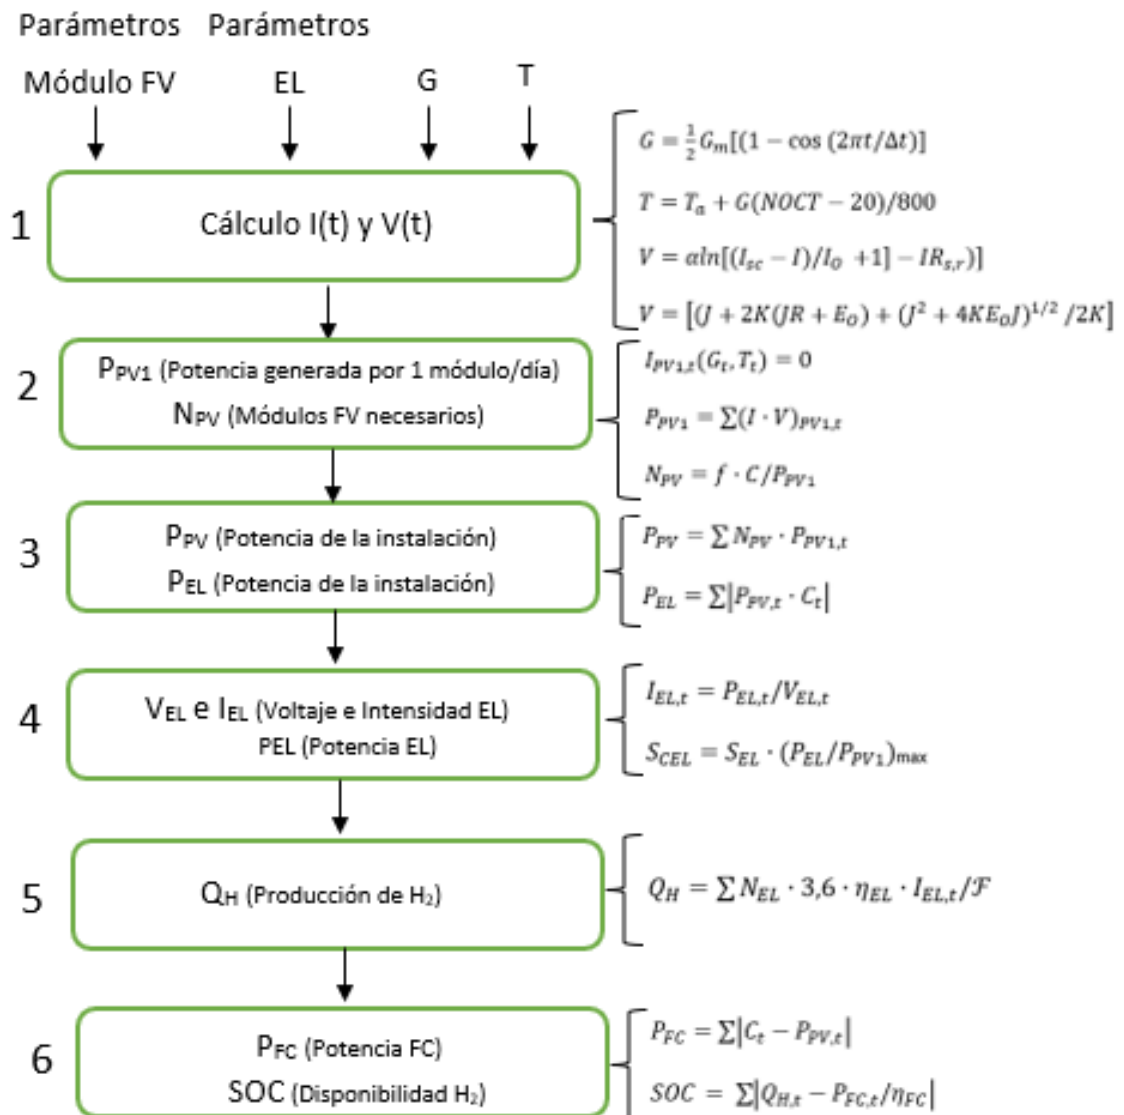 Parámetros Parámetros
Módulo FV EL G T
1
Cálculo I(t) y V(t)
G = ½ G_m[(1 − cos (2πt/Δt)]
T = T_a + G(NOCT − 20)/800
V = aln[(I_sc − I)/I_o +1] − IR_s,r)]
V = [(J + 2K(JR + E_O) + (J² + 4KE_OJ)^1/2 /2K]
2
P_PV1 (Potencia generada por 1 módulo/día)
N_PV (Módulos FV necesarios)
I_PV1,t(G_t, T_t) = 0
P_PV1 = ∑(I · V)_PV1,t
N_PV = f · C/P_PV1
3
P_PV (Potencia de la instalación)
P_EL (Potencia de la instalación)
P_PV = ∑ N_PV · P_PV1,t
P_EL = ∑|P_PV,t · C_t|
4
V_EL e I_EL (Voltaje e Intensidad EL)
PEL (Potencia EL)
I_EL,t = P_EL,t/V_EL,t
S_CEL = S_EL · (P_EL/P_PV1)_max
5
Q_H (Producción de H₂)
Q_H = ∑ N_EL · 3,6 · η_EL · I_EL,t/ℱ
6
P_FC (Potencia FC)
SOC (Disponibilidad H₂)
P_FC = ∑|C_t − P_PV,t|
SOC = ∑|Q_H,t − P_FC,t/η_FC|